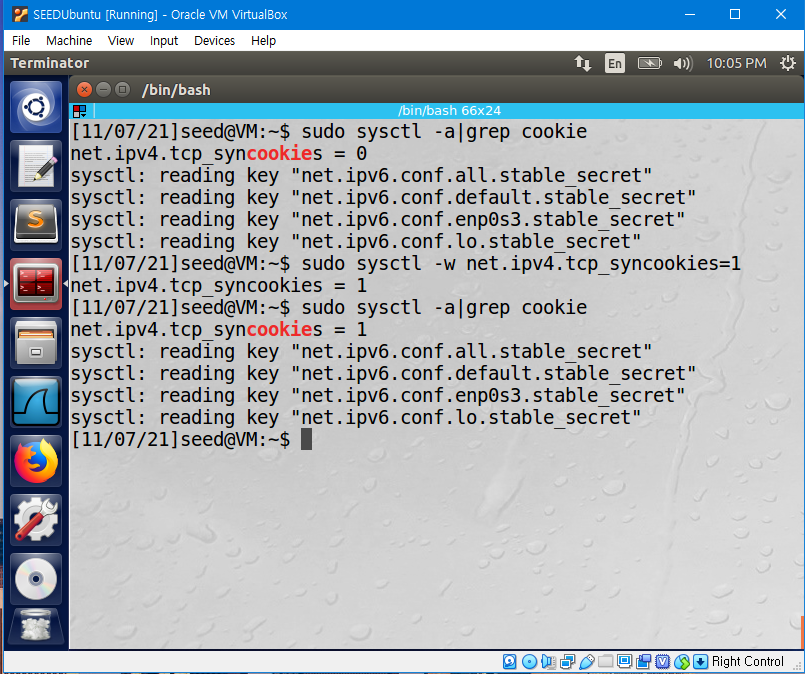 SEEDUbuntu [Running] - Oracle VM VirtualBox
File Machine View Input Devices Help
Terminator En 10:05 PM
/bin/bash
/bin/bash 66x24
[11/07/21]seed@VM:~$ sudo sysctl -a|grep cookie
net.ipv4.tcp_syncookies = 0
sysctl: reading key "net.ipv6.conf.all.stable_secret"
sysctl: reading key "net.ipv6.conf.default.stable_secret"
sysctl: reading key "net.ipv6.conf.enp0s3.stable_secret"
sysctl: reading key "net.ipv6.conf.lo.stable_secret"
[11/07/21]seed@VM:~$ sudo sysctl -w net.ipv4.tcp_syncookies=1
net.ipv4.tcp_syncookies = 1
[11/07/21]seed@VM:~$ sudo sysctl -a|grep cookie
net.ipv4.tcp_syncookies = 1
sysctl: reading key "net.ipv6.conf.all.stable_secret"
sysctl: reading key "net.ipv6.conf.default.stable_secret"
sysctl: reading key "net.ipv6.conf.enp0s3.stable_secret"
sysctl: reading key "net.ipv6.conf.lo.stable_secret"
[11/07/21]seed@VM:~$
Right Control